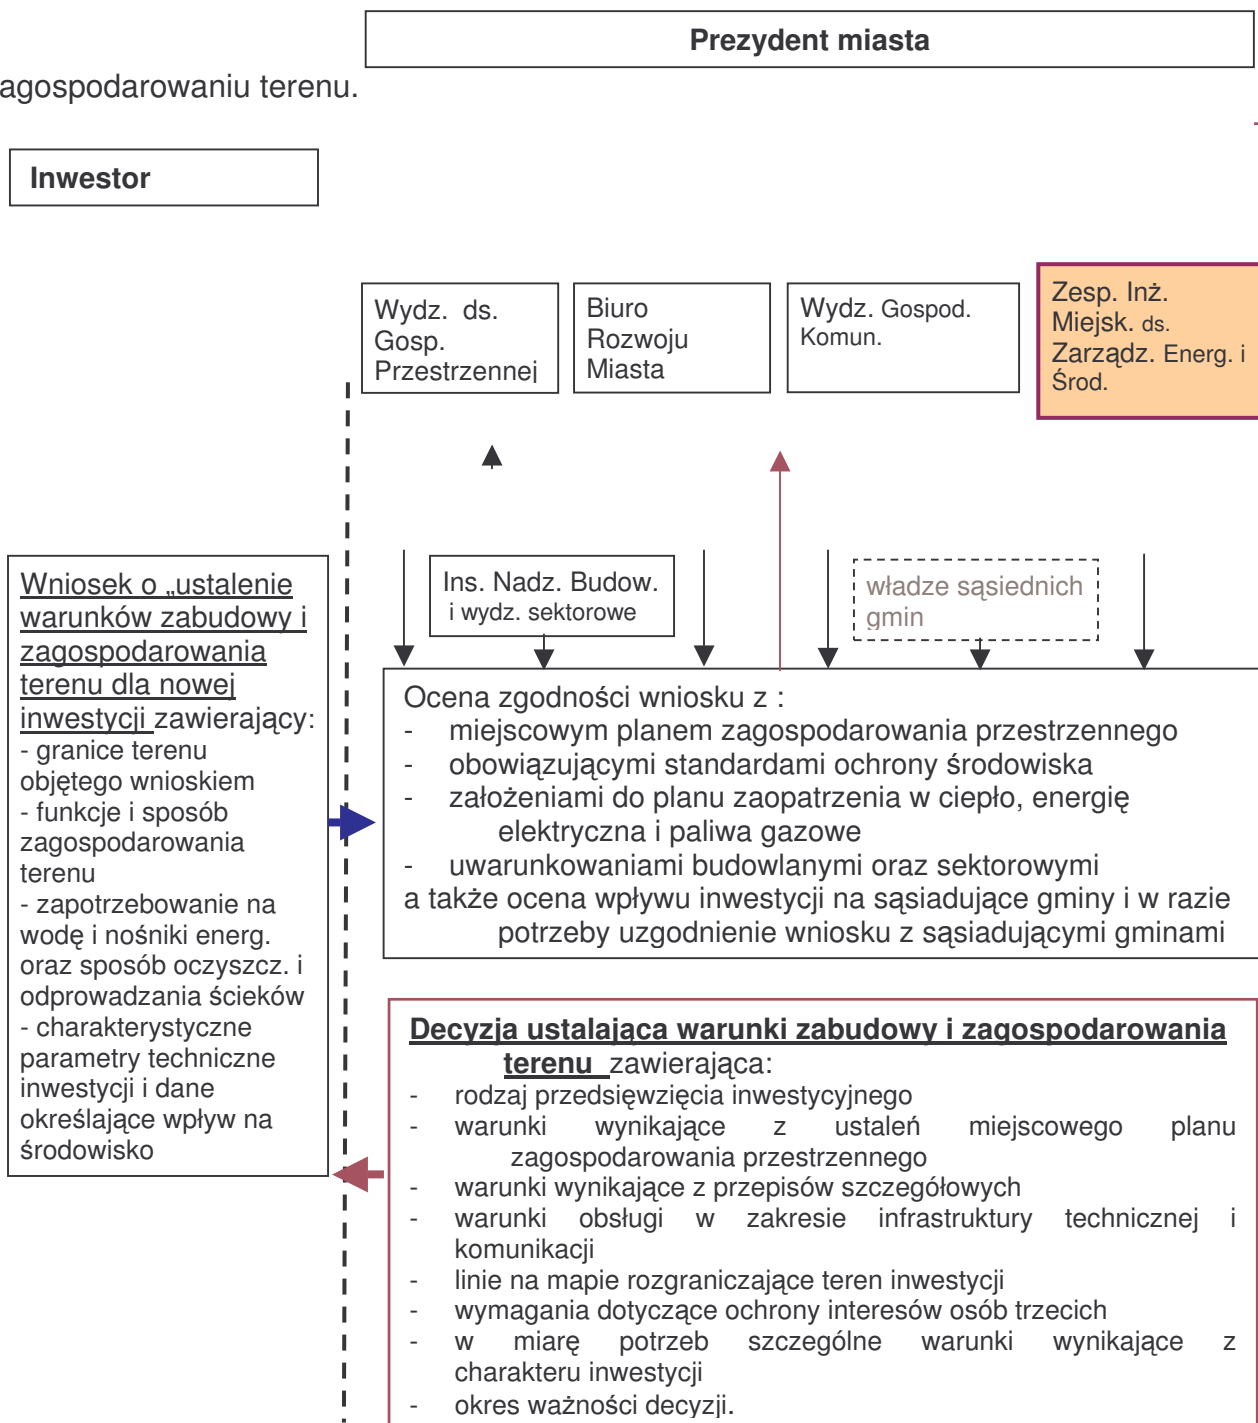 Prezydent miasta
agospodarowaniu terenu.
Inwestor
Wydz. ds.
Gosp.
Przestrzennej
Biuro
Rozwoju
Miasta
Wydz. Gospod.
Komun.
Zesp. Inż.
Miejsk. ds.
Zarządz. Energ. i
Środ.
Ins. Nadz. Budow.
i wydz. sektorowe
władze sąsiednich
gmin
Wniosek o „ustalenie
warunków zabudowy i
zagospodarowania
terenu dla nowej
inwestycji zawierający:
- granice terenu
objętego wnioskiem
- funkcje i sposób
zagospodarowania
terenu
- zapotrzebowanie na
wodę i nośniki energ.
oraz sposób oczyszcz. i
odprowadzania ścieków
- charakterystyczne
parametry techniczne
inwestycji i dane
określające wpływ na
środowisko
Ocena zgodności wniosku z :
- miejscowym planem zagospodarowania przestrzennego
- obowiązującymi standardami ochrony środowiska
- założeniami do planu zaopatrzenia w ciepło, energię
elektryczna i paliwa gazowe
- uwarunkowaniami budowlanymi oraz sektorowymi
a także ocena wpływu inwestycji na sąsiadujące gminy i w razie
potrzeby uzgodnienie wniosku z sąsiadującymi gminami
Decyzja ustalająca warunki zabudowy i zagospodarowania
terenu zawierająca:
- rodzaj przedsięwzięcia inwestycyjnego
- warunki wynikające z ustaleń miejscowego planu
zagospodarowania przestrzennego
- warunki wynikające z przepisów szczegółowych
- warunki obsługi w zakresie infrastruktury technicznej i
komunikacji
- linie na mapie rozgraniczające teren inwestycji
- wymagania dotyczące ochrony interesów osób trzecich
- w miarę potrzeb szczególne warunki wynikające z
charakteru inwestycji
- okres ważności decyzji.